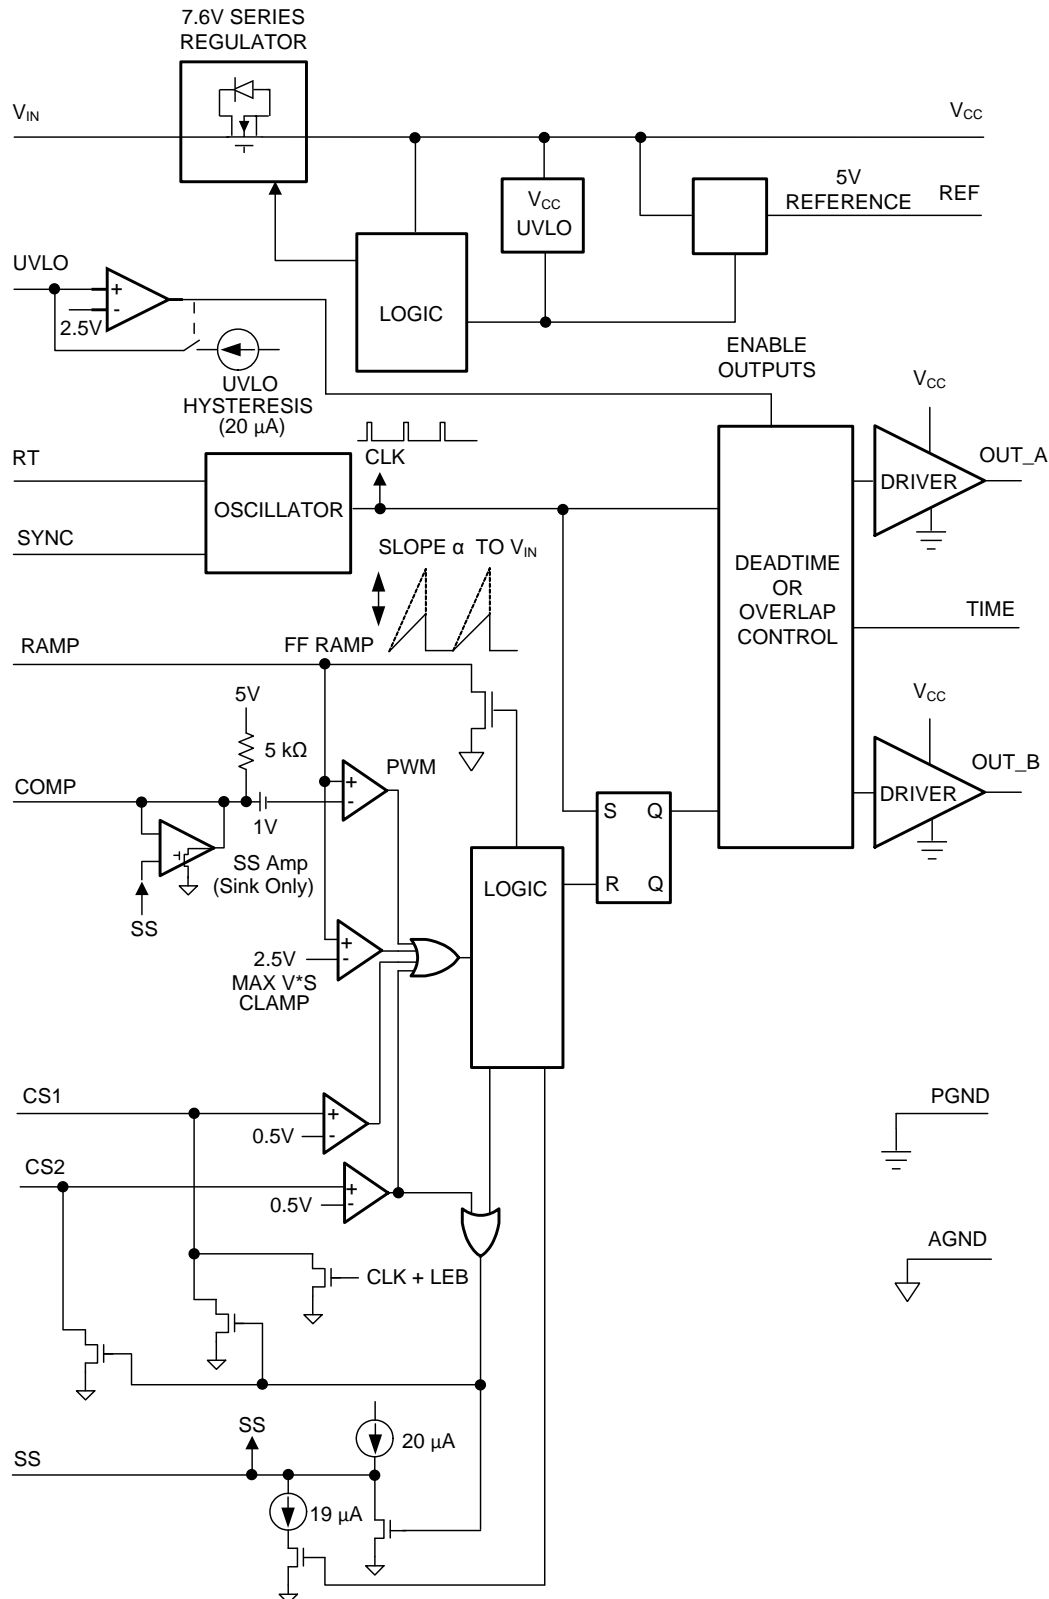 7.6V SERIES
REGULATOR
VIN
VCC
5V
REFERENCE
REF
VCC
UVLO
UVLO
+
-
2.5V
LOGIC
UVLO
HYSTERESIS
(20 µA)
ENABLE
OUTPUTS
VCC
RT
CLK
OUT_A
OSCILLATOR
DRIVER
SYNC
SLOPE α TO VIN
DEADTIME
OR
OVERLAP
CONTROL
TIME
RAMP
FF RAMP
5V
VCC
5 kΩ
PWM
OUT_B
COMP
+
-
DRIVER
1V
S Q
SS Amp
(Sink Only)
LOGIC
R Q
SS
+
-
2.5V
MAX V*S
CLAMP
CS1
+
-
0.5V
PGND
CS2
+
-
0.5V
AGND
CLK + LEB
SS
20 µA
SS
19 µA